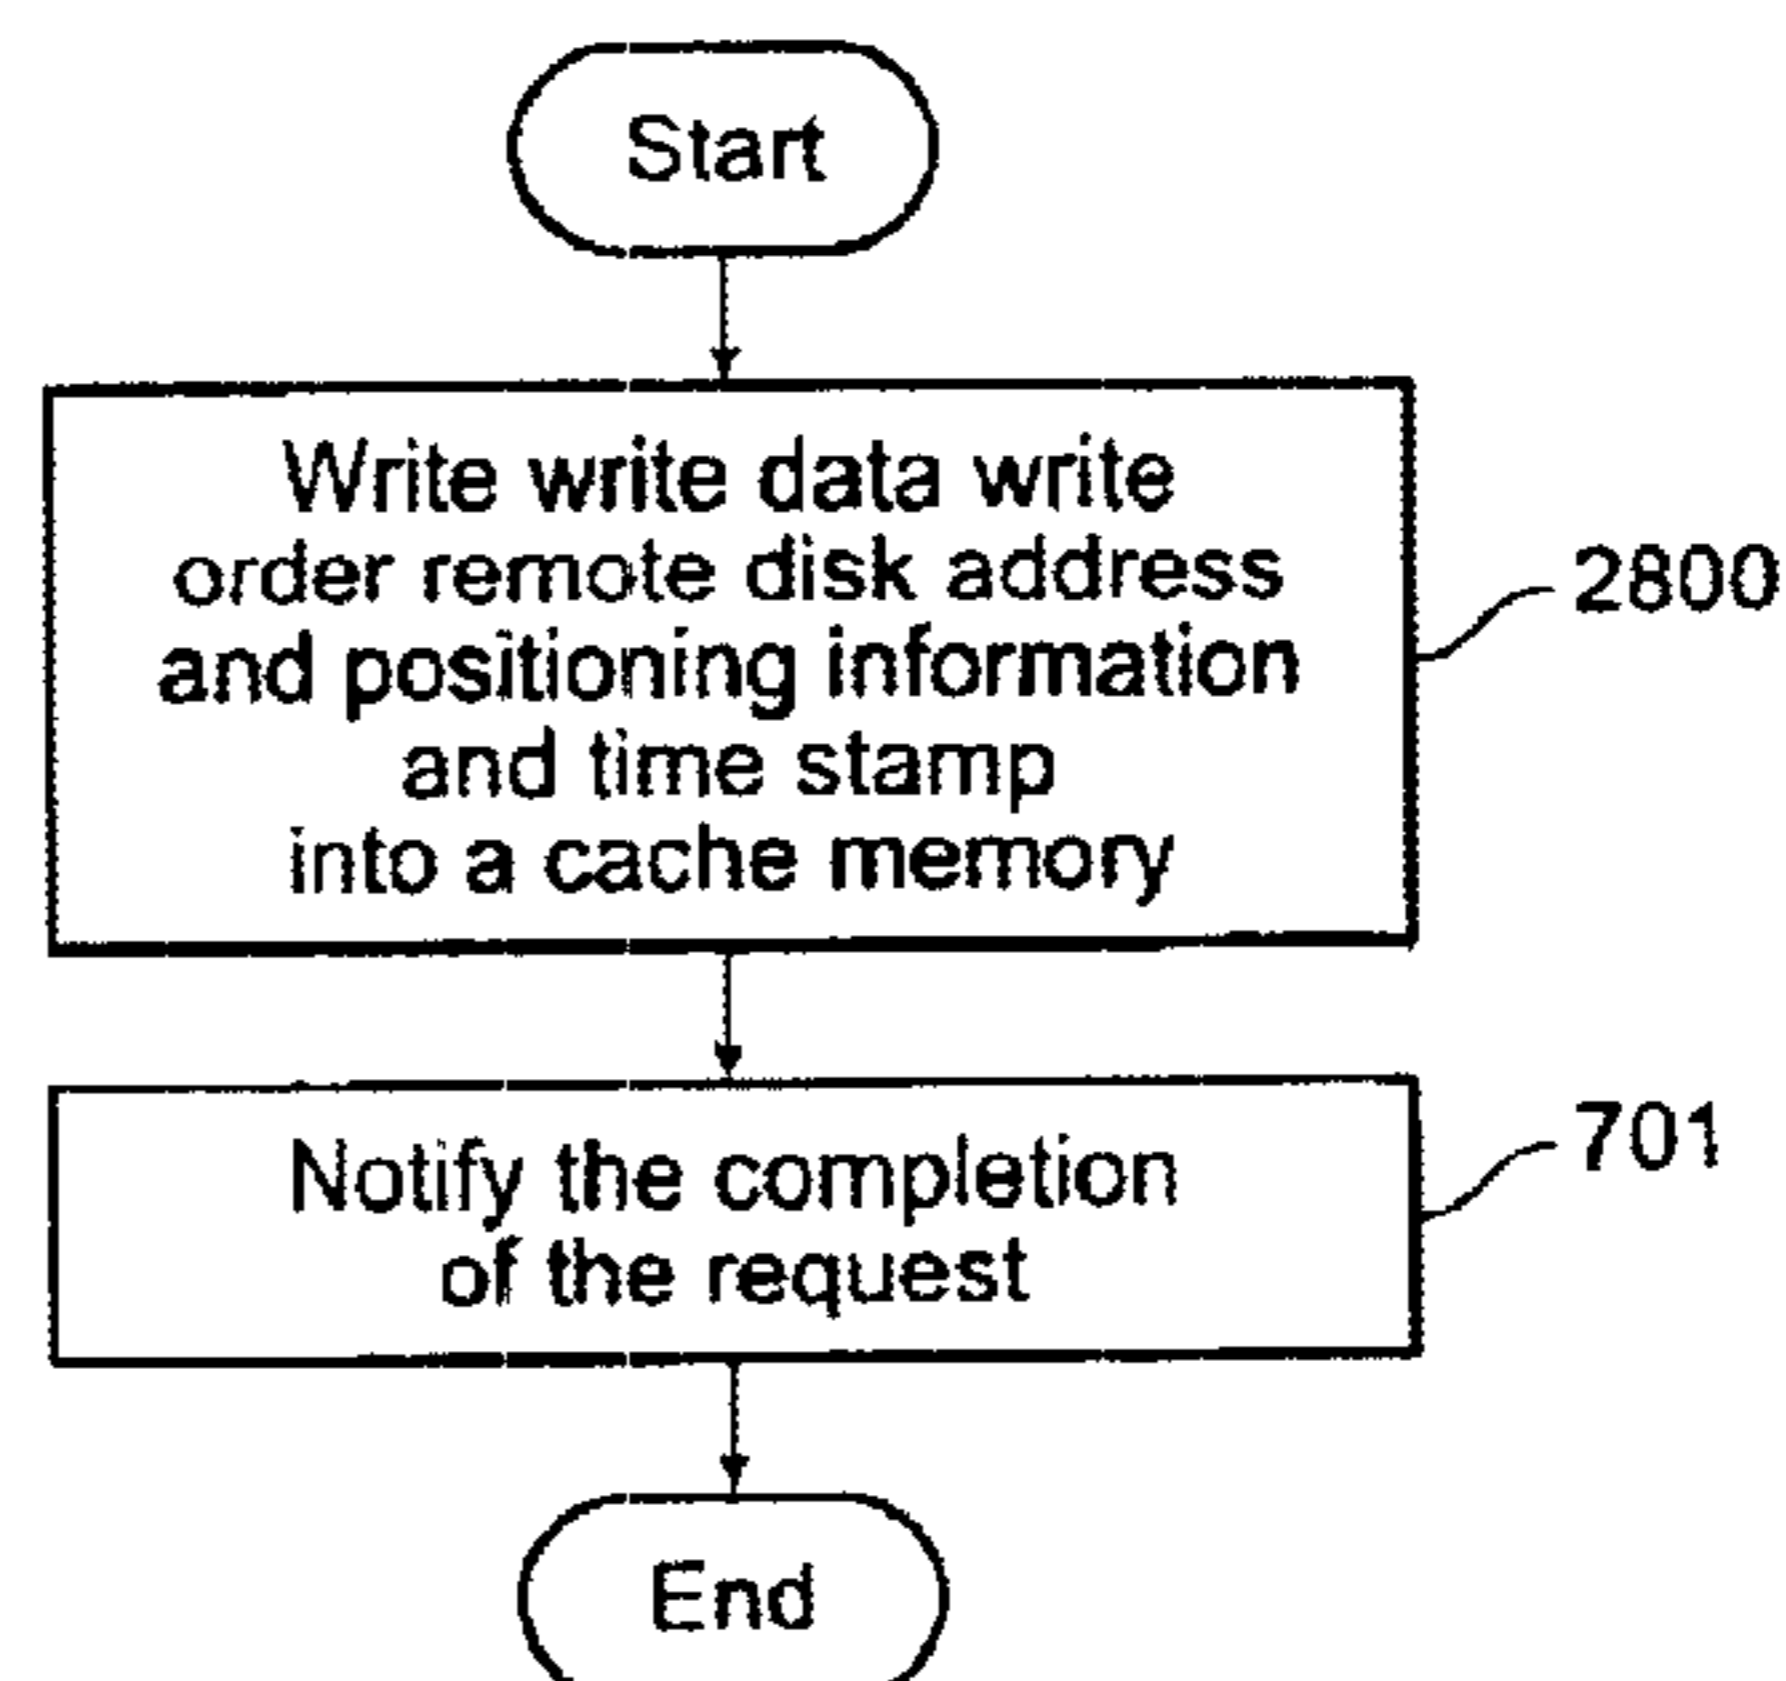 Start
Write write data write
order remote disk address
and positioning information
and time stamp
into a cache memory
2800
Notify the completion
of the request
701
End